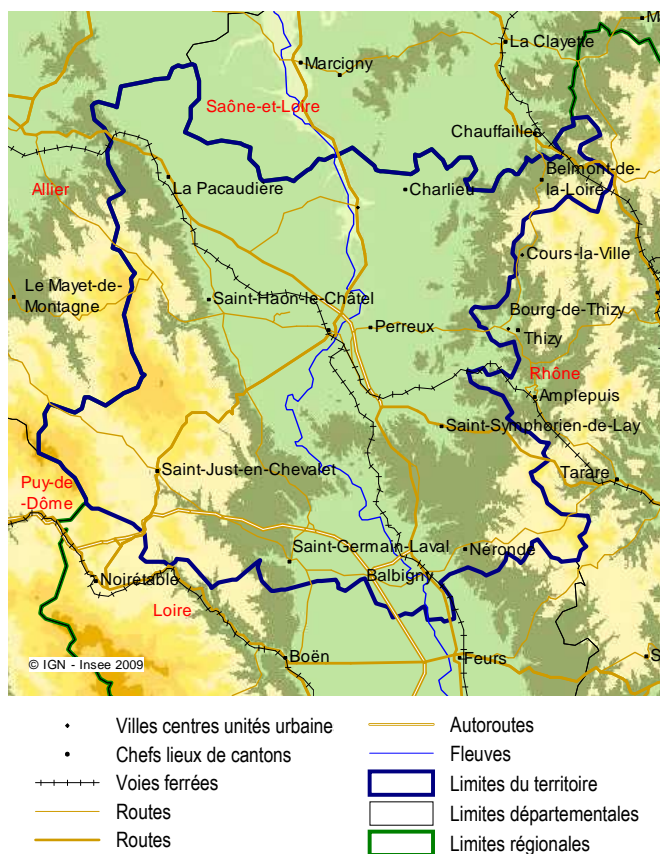 M
La Clayette
Marcigny
Saône-et-Loire
Chauffailles
Allier
La Pacaudière
Charlieu
Belmont-de-
la-Loire
Cours-la-Ville
Le Mayet-de-
Montagne
Saint-Haon-le-Châtel
Bourg-de-Thizy
Perreux
Thizy
Rhône
Amplepuis
Saint-Symphorien-de-Lay
Saint-Just-en-Chevalet
Tarare
Puy-de
-Dôme
Saint-Germain-Laval
Néronde
Balbigny
Noirétable
Loire
Boën
Feurs
S
© IGN - Insee 2009
Villes centres unités urbaine
Chefs lieux de cantons
Voies ferrées
Routes
Routes
Autoroutes
Fleuves
Limites du territoire
Limites départementales
Limites régionales